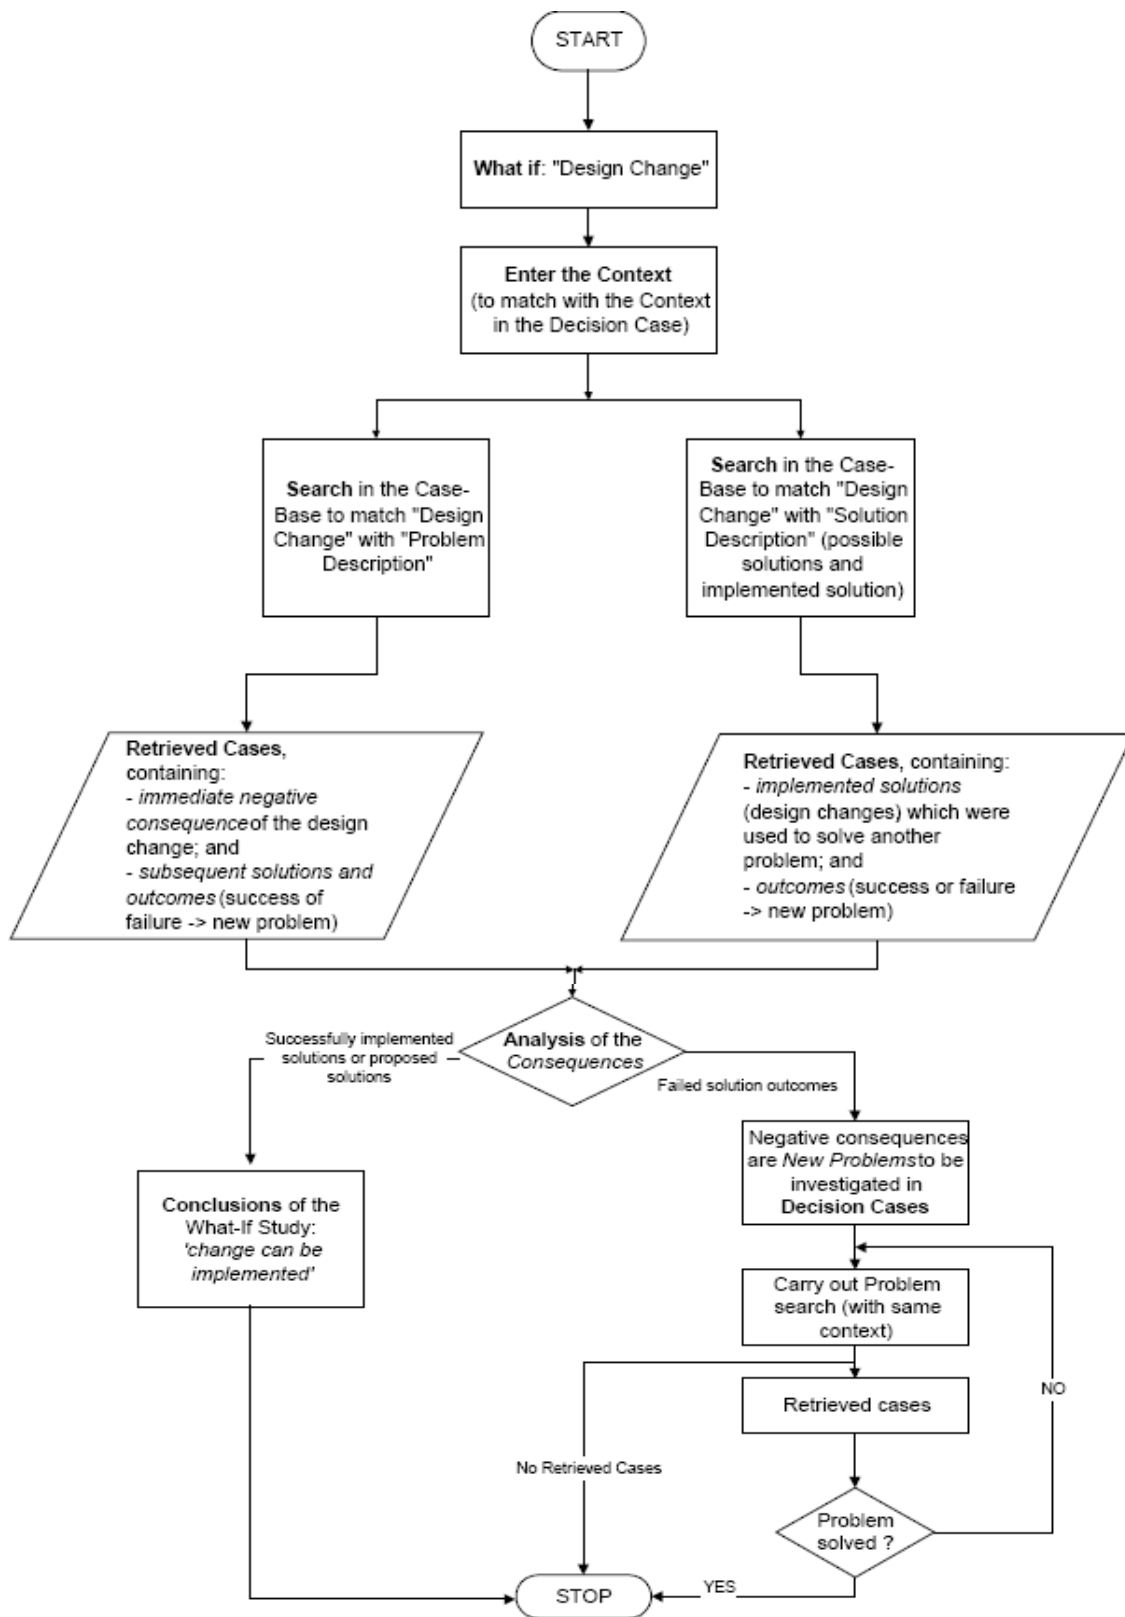 START
What if: "Design Change"
Enter the Context
(to match with the Context
in the Decision Case)
Search in the Case-
Base to match "Design
Change" with "Problem
Description"
Search in the Case-
Base to match "Design
Change" with "Solution
Description" (possible
solutions and
implemented solution)
Retrieved Cases,
containing:
- immediate negative
consequence of the design
change; and
- subsequent solutions and
outcomes (success of
failure -> new problem)
Retrieved Cases, containing:
- implemented solutions
(design changes) which were
used to solve another
problem; and
- outcomes (success or failure
-> new problem)
Analysis of the
Consequences
Successfully implemented
solutions or proposed
solutions
Failed solution outcomes
Negative consequences
are New Problems to be
investigated in
Decision Cases
Conclusions of the
What-If Study:
'change can be
implemented'
Carry out Problem
search (with same
context)
Retrieved cases
NO
No Retrieved Cases
Problem
solved ?
YES
STOP